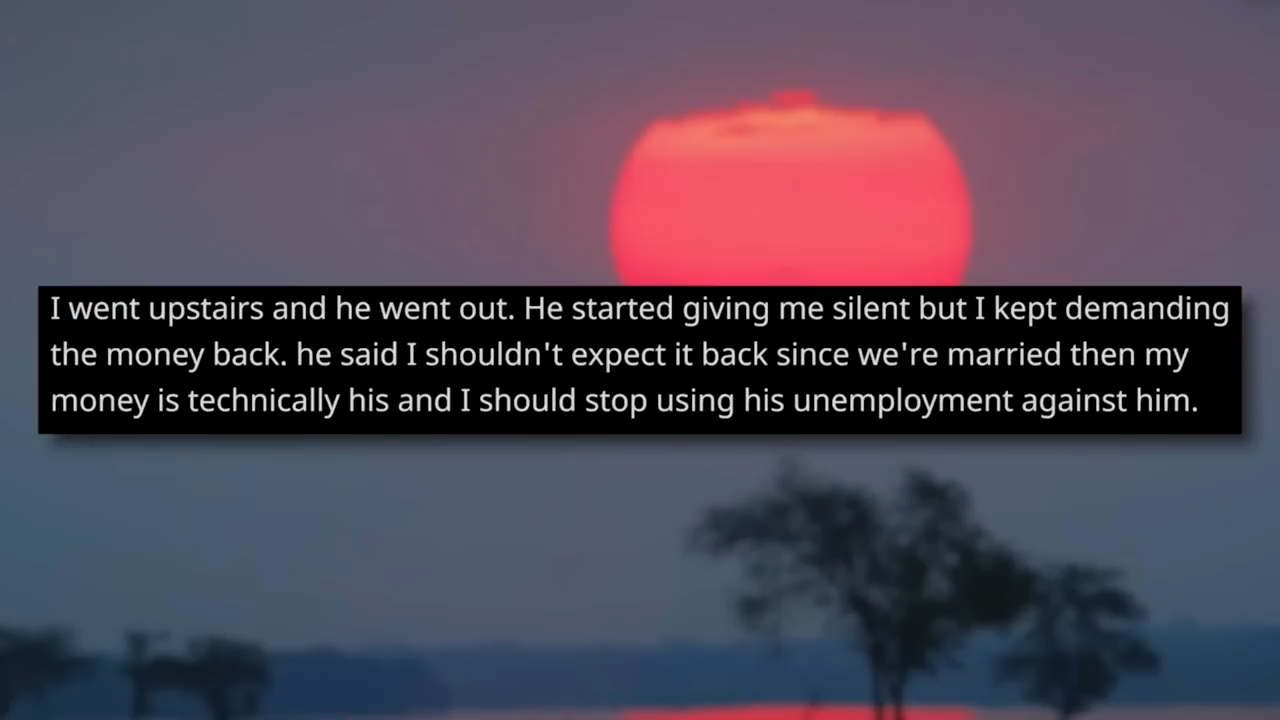 I went upstairs and he went out. He started giving me silent but I kept demanding
the money back. he said I shouldn't expect it back since we're married then my
money is technically his and I should stop using his unemployment against him.